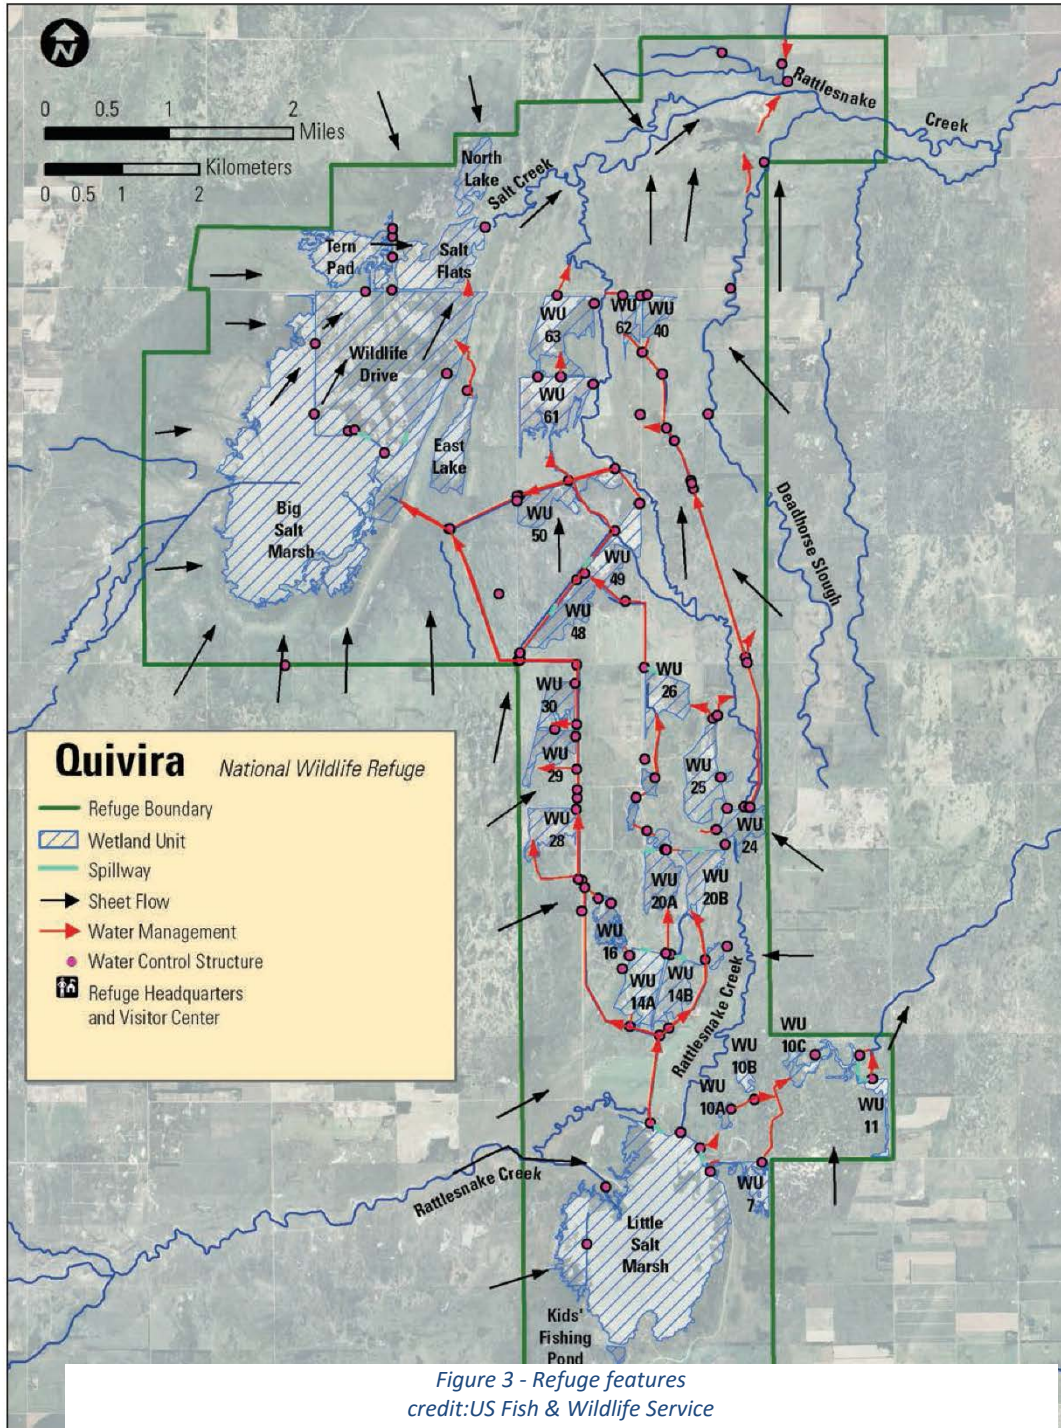 N
0 0.5 1 2
Miles
Kilometers
0 0.5 1 2
Rattlesnake
Creek
North
Lake
Salt Creek
Tern
Pad
Salt
Flats
WU
63
WU
62
WU
40
Wildlife
Drive
WU
61
East
Lake
Big
Salt
Marsh
WU
50
Deadhorse Slough
WU
49
WU
48
WU
30
WU
26
WU
29
WU
25
WU
28
WU
24
WU
20A
WU
20B
WU
16
WU
14A
WU
14B
Rattlesnake Creek
WU
10C
WU
10B
WU
10A
WU
11
WU
7
Rattlesnake Creek
Little
Salt
Marsh
Kids'
Fishing
Pond
Quivira National Wildlife Refuge
Refuge Boundary
Wetland Unit
Spillway
Sheet Flow
Water Management
Water Control Structure
Refuge Headquarters
and Visitor Center
Figure 3 - Refuge features
credit:US Fish & Wildlife Service